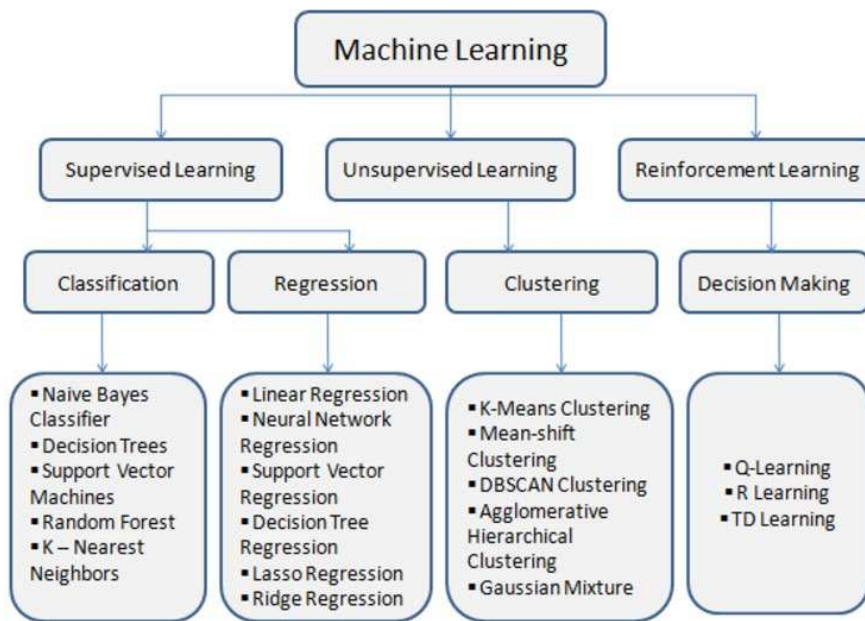 Machine Learning
Supervised Learning
Unsupervised Learning
Reinforcement Learning
Classification
Regression
Clustering
Decision Making
▪ Naive Bayes
Classifier
▪ Decision Trees
▪ Support Vector
Machines
▪ Random Forest
▪ K – Nearest
Neighbors
▪ Linear Regression
▪ Neural Network
Regression
▪ Support Vector
Regression
▪ Decision Tree
Regression
▪ Lasso Regression
▪ Ridge Regression
▪ K-Means Clustering
▪ Mean-shift
Clustering
▪ DBSCAN Clustering
▪ Agglomerative
Hierarchical
Clustering
▪ Gaussian Mixture
▪ Q-Learning
▪ R Learning
▪ TD Learning